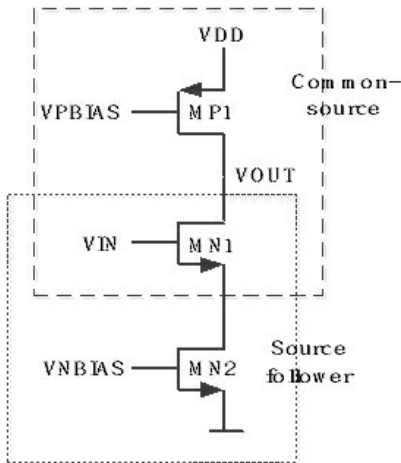 VDD
Common-
source
VPBIAS
MP1
VOUT
VIN
MN1
VNBIAS
MN2
Source
follower